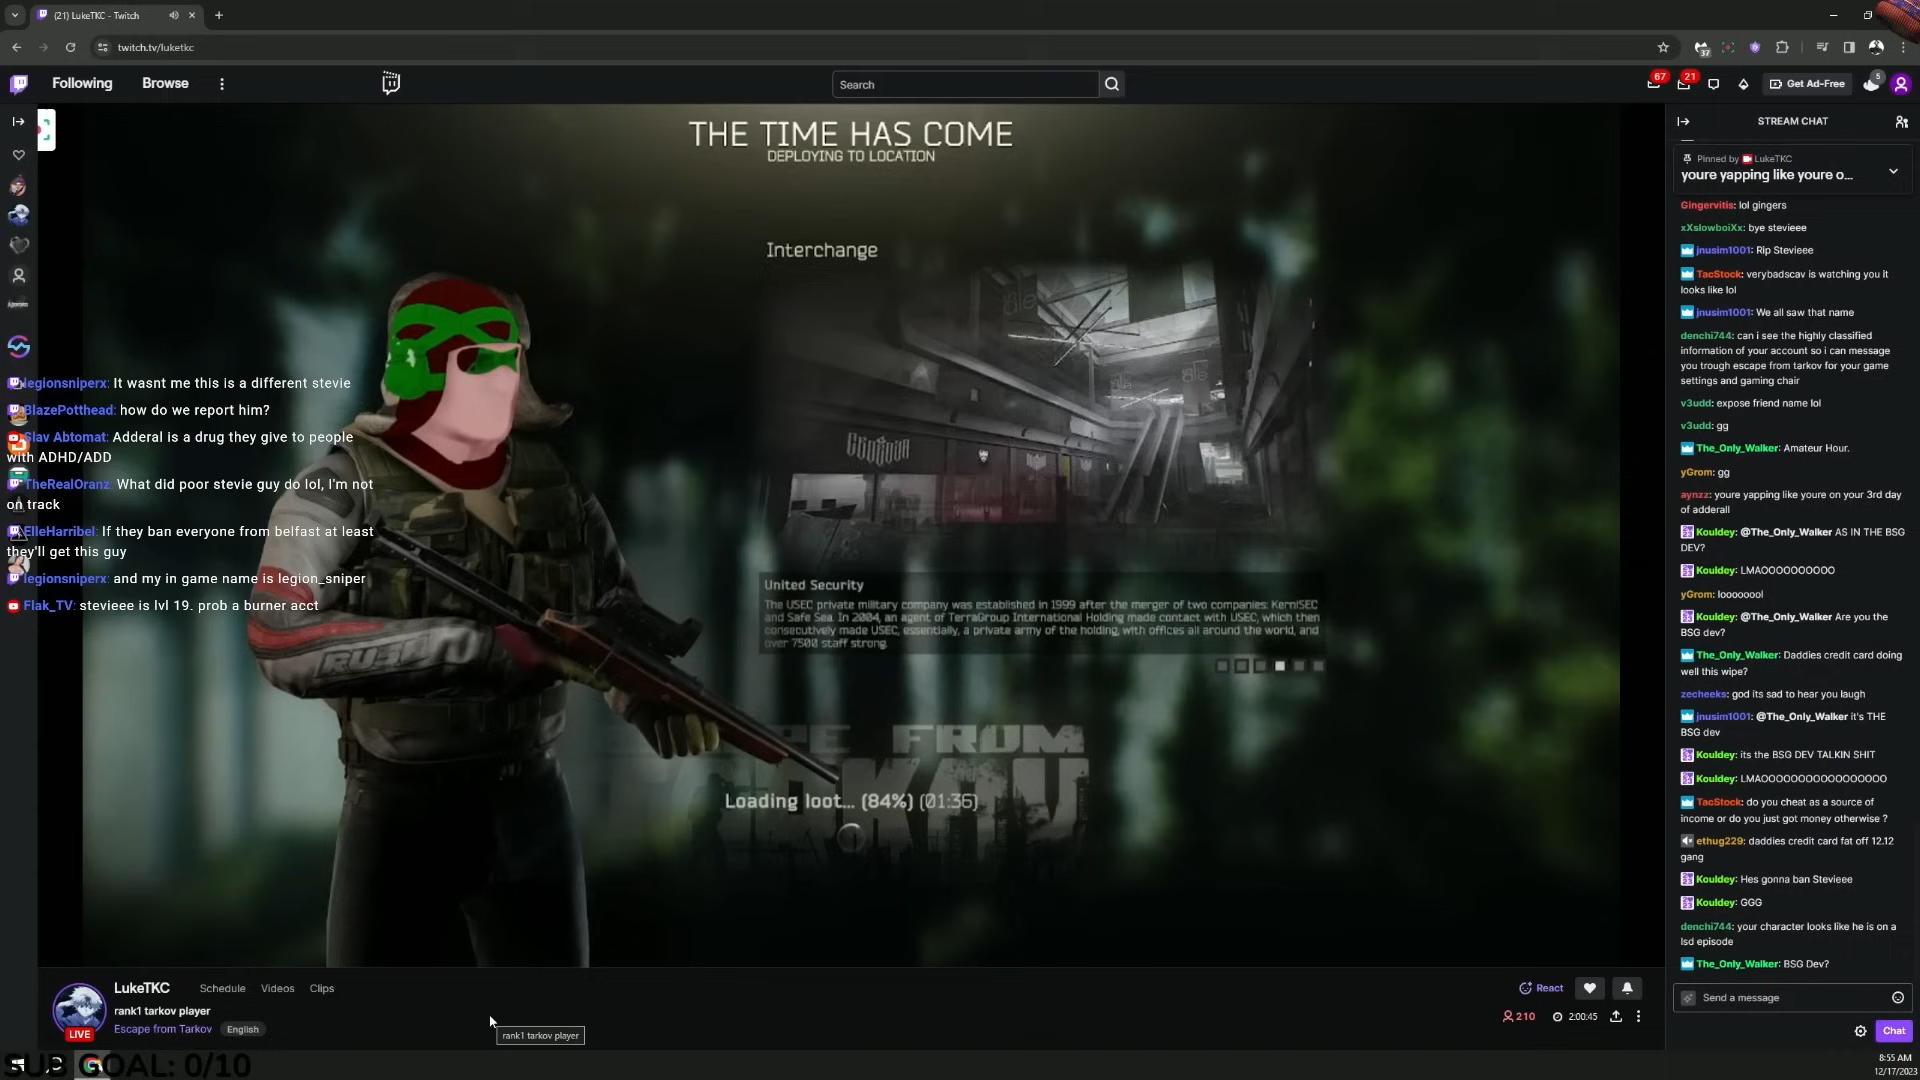 (21) LukeTKC - Twitch
twitch.tv/luketkc
37
Following
Browse
Search
67
21
Get Ad-Free
5
THE TIME HAS COME
DEPLOYING TO LOCATION
Interchange
United Security
The USEC private military company was established in 1999 after the merger of two companies: KerniSEC
and Safe Sea. In 2004, an agent of TerraGroup International Holding made contact with USEC, which then
consecutively made USEC, essentially, a private army of the holding, with offices all around the world, and
over 7500 staff strong.
Loading loot... (84%) (01:36)
legionsniperx: It wasnt me this is a different stevie
BlazePotthead: how do we report him?
Slav Abtomat: Adderal is a drug they give to people
with ADHD/ADD
TheRealOranz: What did poor stevie guy do lol, I'm not
on track
ElleHarribel: If they ban everyone from belfast at least
they'll get this guy
legionsniperx: and my in game name is legion_sniper
Flak_TV: stevieee is lvl 19. prob a burner acct
STREAM CHAT
Pinned by LukeTKC
youre yapping like youre o...
Gingervitis: lol gingers
xXslowboiXx: bye stevieee
jnusim1001: Rip Stevieee
TacStock: verybadscav is watching you it
looks like lol
jnusim1001: We all saw that name
denchi744: can i see the highly classified
information of your account so i can message
you trough escape from tarkov for your game
settings and gaming chair
v3udd: expose friend name lol
v3udd: gg
The_Only_Walker: Amateur Hour.
yGrom: gg
aynzz: youre yapping like youre on your 3rd day
of adderall
Kouldey: @The_Only_Walker AS IN THE BSG
DEV?
Kouldey: LMAOOOOOOOOOO
yGrom: loooooool
Kouldey: @The_Only_Walker Are you the
BSG dev?
The_Only_Walker: Daddies credit card doing
well this wipe?
zecheeks: god its sad to hear you laugh
jnusim1001: @The_Only_Walker it's THE
BSG dev
Kouldey: its the BSG DEV TALKIN SHIT
Kouldey: LMAOOOOOOOOOOOOOOOOO
TacStock: do you cheat as a source of
income or do you just got money otherwise ?
ethug229: daddies credit card fat off 12.12
gang
Kouldey: Hes gonna ban Stevieee
Kouldey: GGG
denchi744: your character looks like he is on a
lsd episode
The_Only_Walker: BSG Dev?
Send a message
Chat
LukeTKC
Schedule
Videos
Clips
rank1 tarkov player
Escape from Tarkov
English
LIVE
React
210
2:00:45
rank1 tarkov player
SUB GOAL: 0/10
8:55 AM
12/17/2023